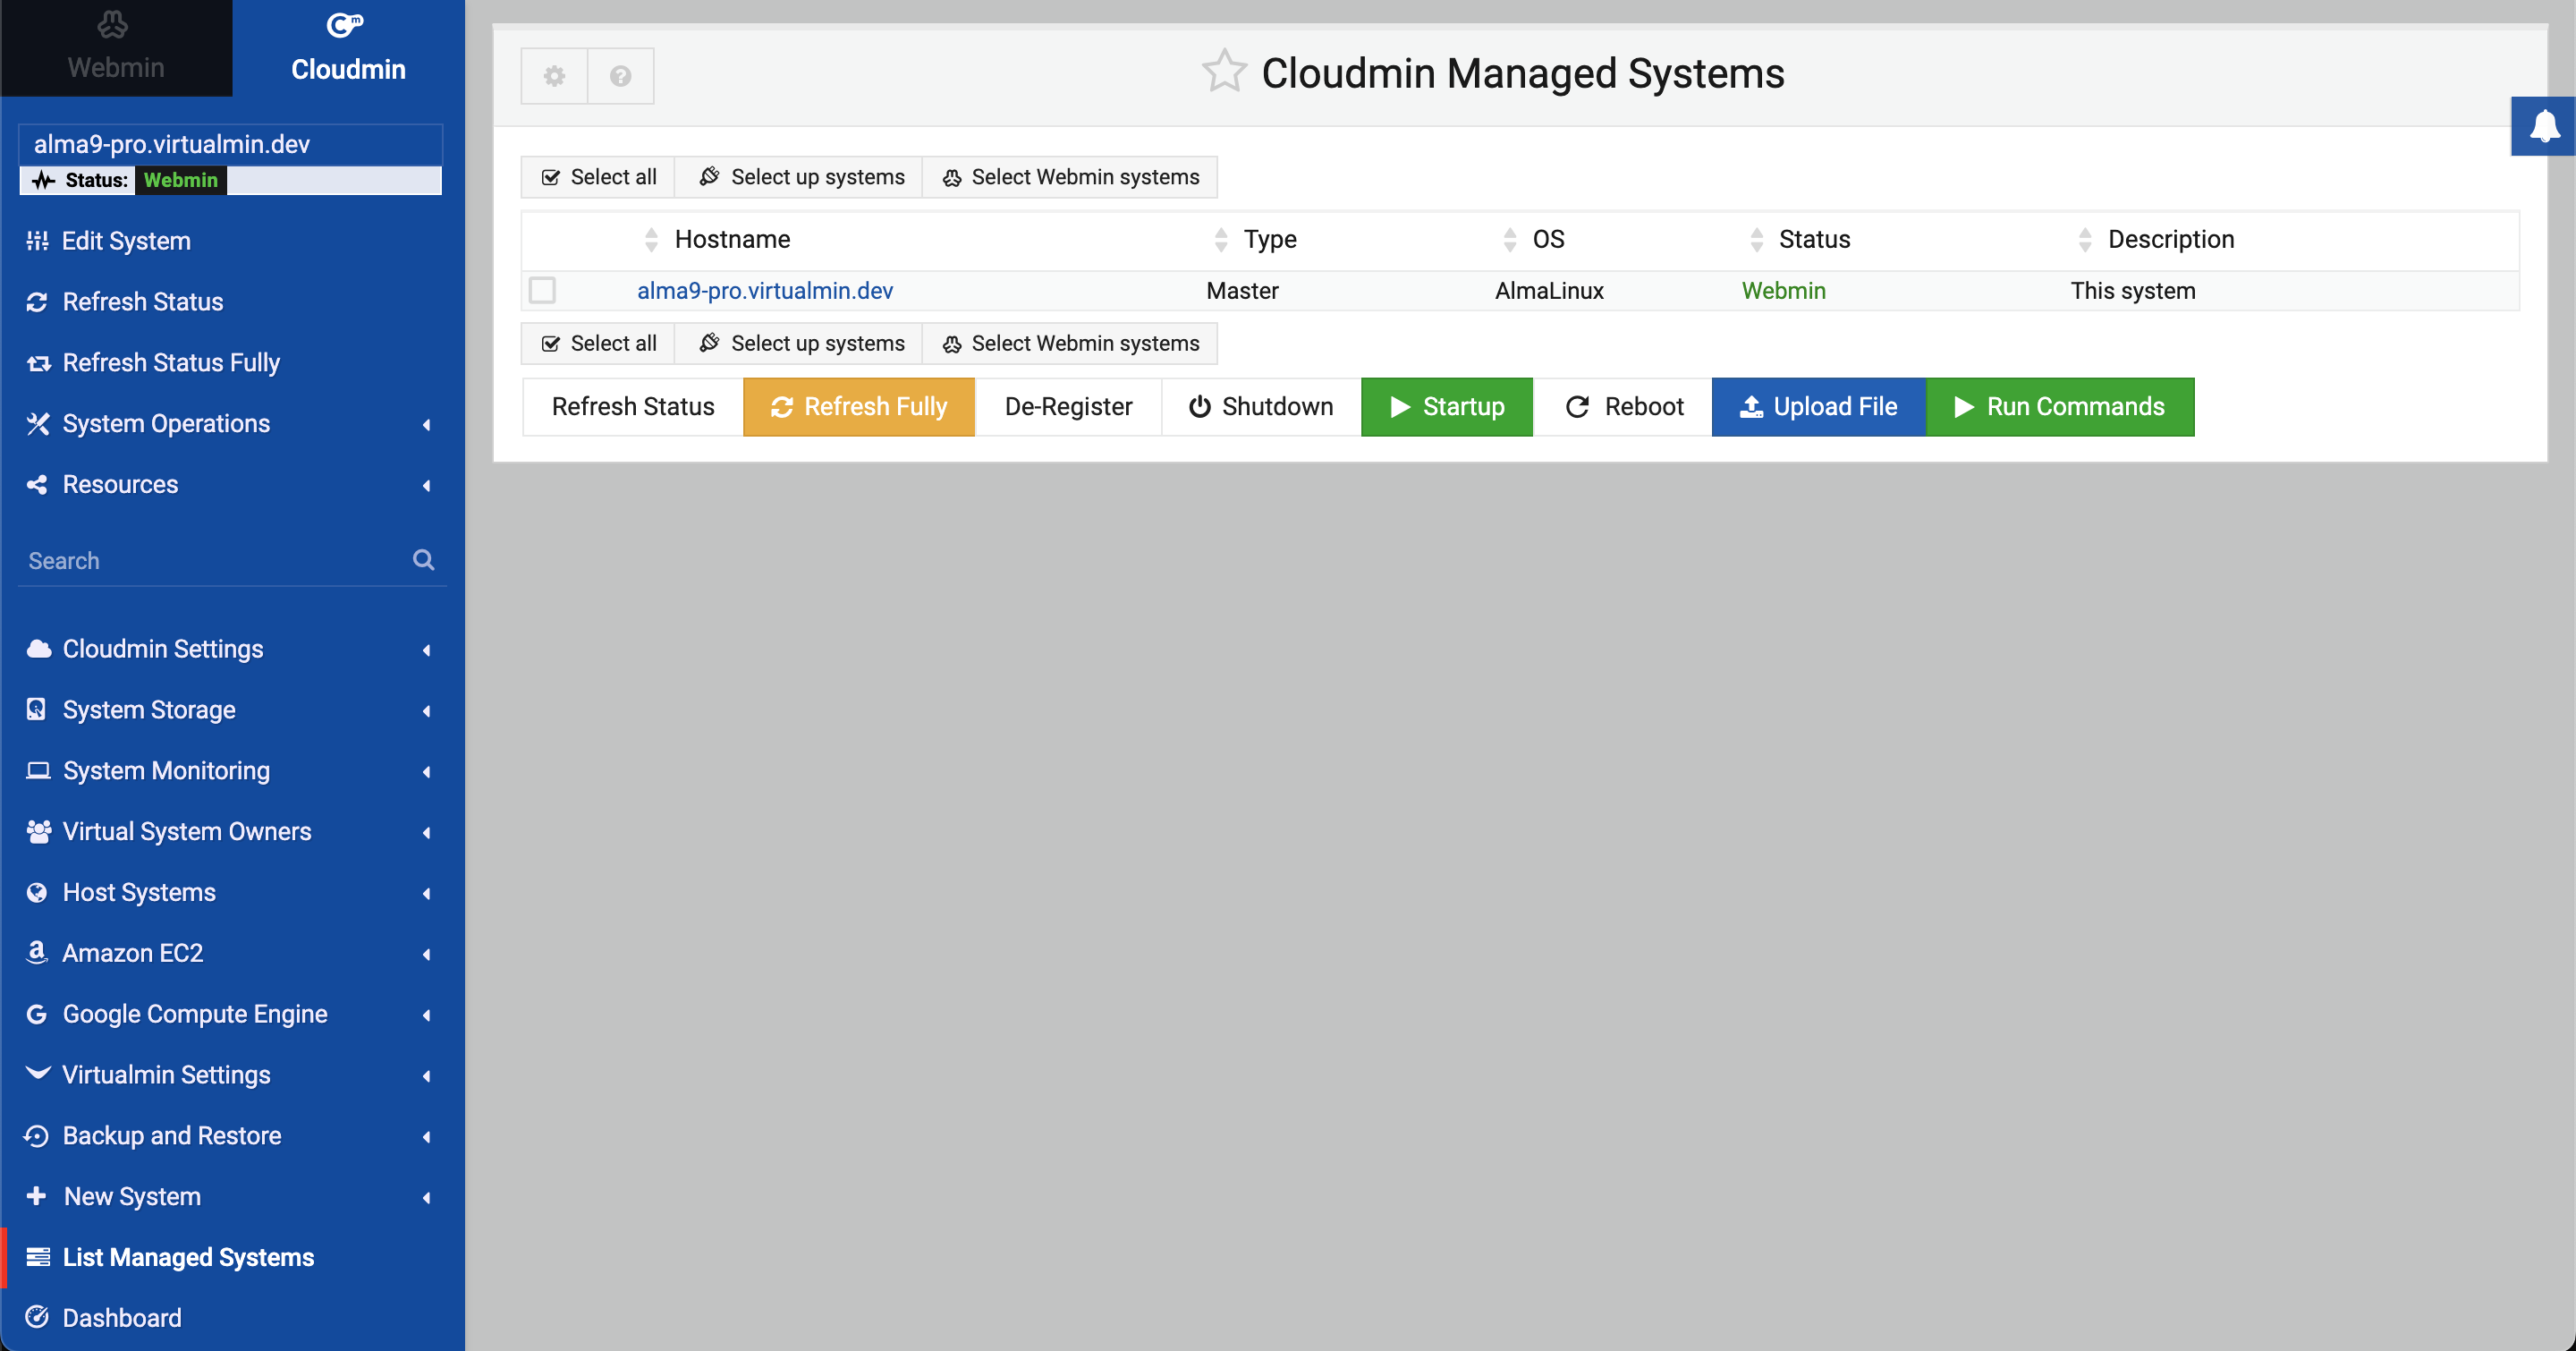 Webmin
Cloudmin
alma9-pro.virtualmin.dev
Status: Webmin
Edit System
Refresh Status
Refresh Status Fully
System Operations
Resources
Search
Cloudmin Settings
System Storage
System Monitoring
Virtual System Owners
Host Systems
Amazon EC2
Google Compute Engine
Virtualmin Settings
Backup and Restore
New System
List Managed Systems
Dashboard
Cloudmin Managed Systems
Select all Select up systems Select Webmin systems
Hostname Type OS Status Description
alma9-pro.virtualmin.dev Master AlmaLinux Webmin This system
Select all Select up systems Select Webmin systems
Refresh Status Refresh Fully De-Register Shutdown Startup Reboot Upload File Run Commands